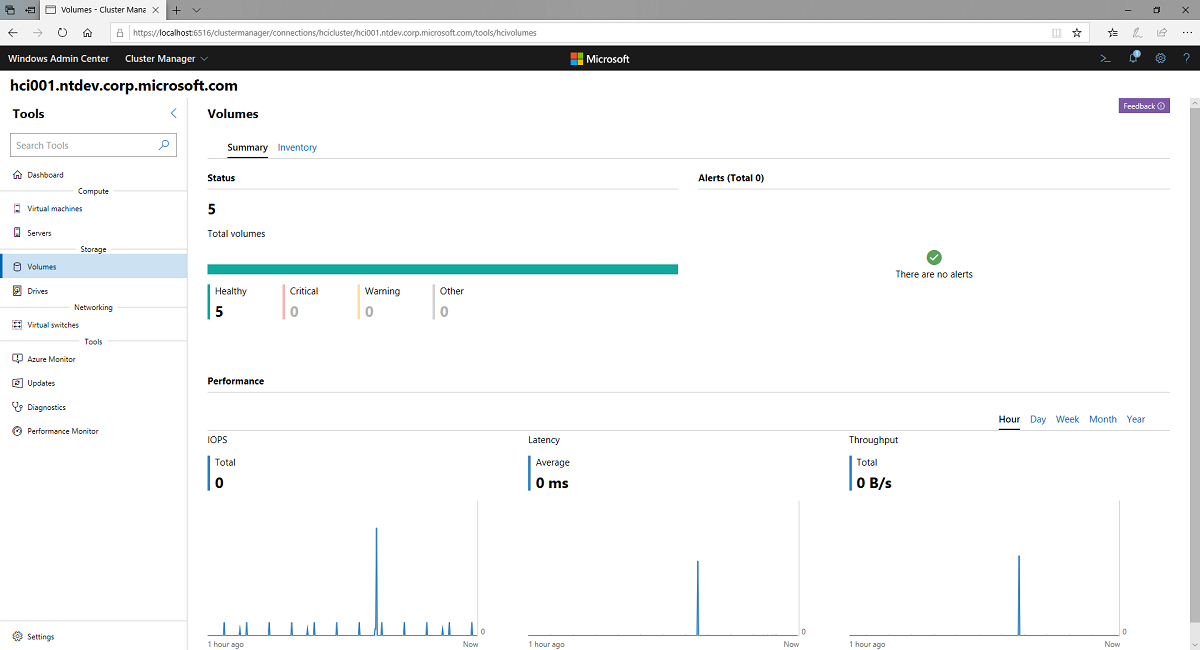 Volumes - Cluster Mana
https://localhost:6516/clustermanager/connections/hcicluster/hci001.ntdev.corp.microsoft.com/tools/hcivolumes
Windows Admin Center Cluster Manager Microsoft 1 ?
hci001.ntdev.corp.microsoft.com
Tools
Search Tools
Dashboard
Compute
Virtual machines
Servers
Storage
Volumes
Drives
Networking
Virtual switches
Tools
Azure Monitor
Updates
Diagnostics
Performance Monitor
Settings
Volumes
Feedback
Summary Inventory
Status
5
Total volumes
Healthy Critical Warning Other
5 0 0 0
Alerts (Total 0)
There are no alerts
Performance
Hour Day Week Month Year
IOPS
Total
0
0
1 hour ago Now
Latency
Average
0 ms
0
1 hour ago Now
Throughput
Total
0 B/s
0
1 hour ago Now